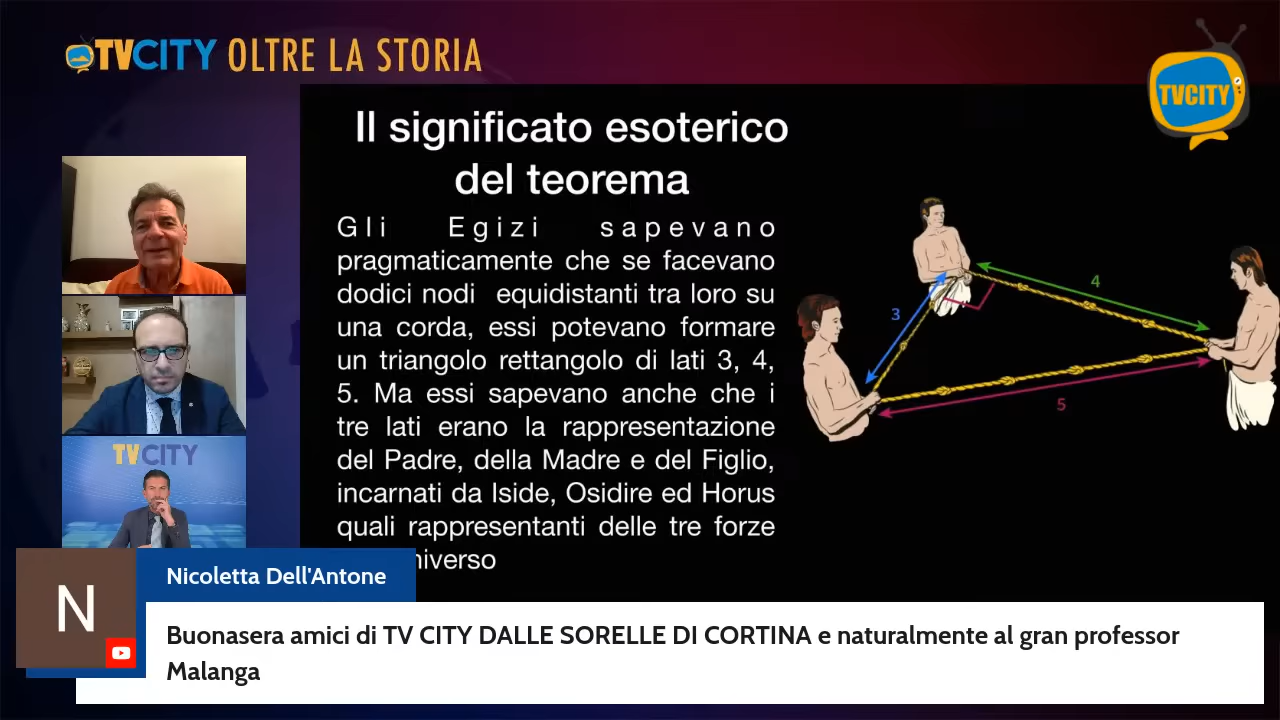 TVCITY OLTRE LA STORIA
TVCITY
Il significato esoterico
del teorema
Gli Egizi sapevano
pragmaticamente che se facevano
dodici nodi equidistanti tra loro su
una corda, essi potevano formare
un triangolo rettangolo di lati 3, 4,
5. Ma essi sapevano anche che i
tre lati erano la rappresentazione
del Padre, della Madre e del Figlio,
incarnati da Iside, Osidire ed Horus
quali rappresentanti delle tre forze
3
4
5
TVCITY
N
Nicoletta Dell'Antone
Buonasera amici di TV CITY DALLE SORELLE DI CORTINA e naturalmente al gran professor
Malanga